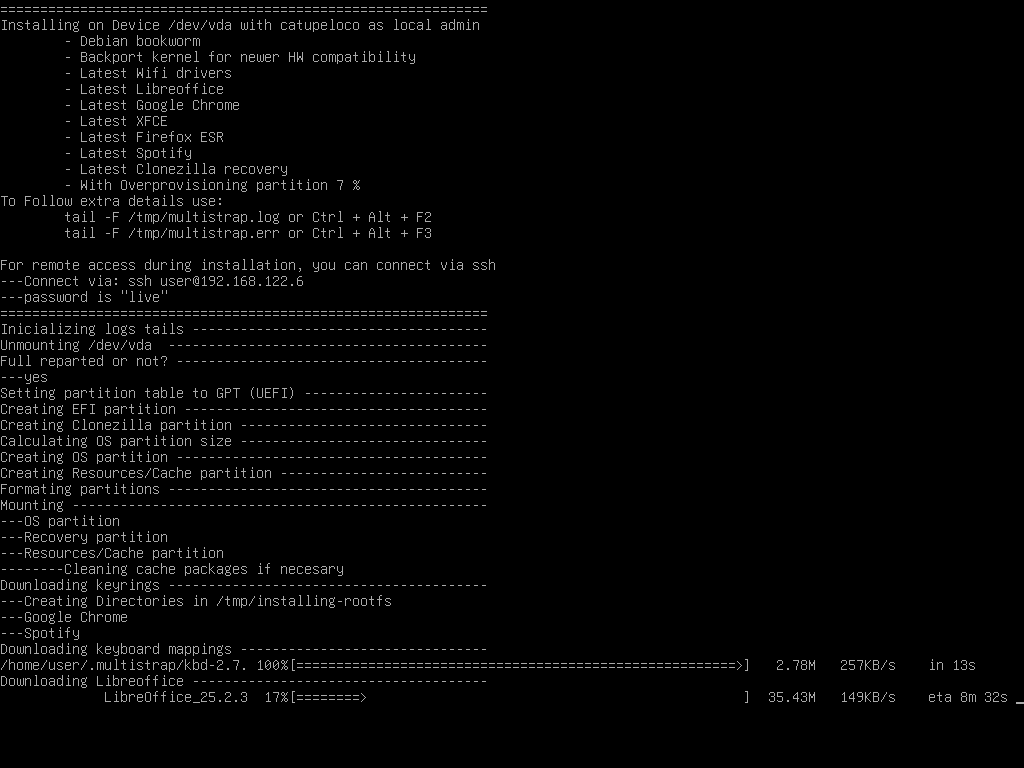 =============================================================
Installing on Device /dev/vda with catupeloco as local admin
        - Debian bookworm
        - Backport kernel for newer HW compatibility
        - Latest Wifi drivers
        - Latest Libreoffice
        - Latest Google Chrome
        - Latest XFCE
        - Latest Firefox ESR
        - Latest Spotify
        - Latest Clonezilla recovery
        - With Overprovisioning partition 7 %
To Follow extra details use:
        tail -F /tmp/multistrap.log or Ctrl + Alt + F2
        tail -F /tmp/multistrap.err or Ctrl + Alt + F3

For remote access during installation, you can connect via ssh
---Connect via: ssh user@192.168.122.6
---password is "live"
=============================================================
Inicializing logs tails -------------------------------------
Unmounting /dev/vda  ----------------------------------------
Full reparted or not? ---------------------------------------
---yes
Setting partition table to GPT (UEFI) -----------------------
Creating EFI partition --------------------------------------
Creating Clonezilla partition -------------------------------
Calculating OS partition size -------------------------------
Creating OS partition ---------------------------------------
Creating Resources/Cache partition --------------------------
Formating partitions ----------------------------------------
Mounting ----------------------------------------------------
---OS partition
---Recovery partition
---Resources/Cache partition
--------Cleaning cache packages if necesary
Downloading keyrings ----------------------------------------
---Creating Directories in /tmp/installing-rootfs
---Google Chrome
---Spotify
Downloading keyboard mappings -------------------------------
/home/user/.multistrap/kbd-2.7. 100%[=======================================================>]   2.78M   257KB/s    in 13s
Downloading Libreoffice -------------------------------------
             LibreOffice_25.2.3  17%[========>                                               ]  35.43M   149KB/s    eta 8m 32s _